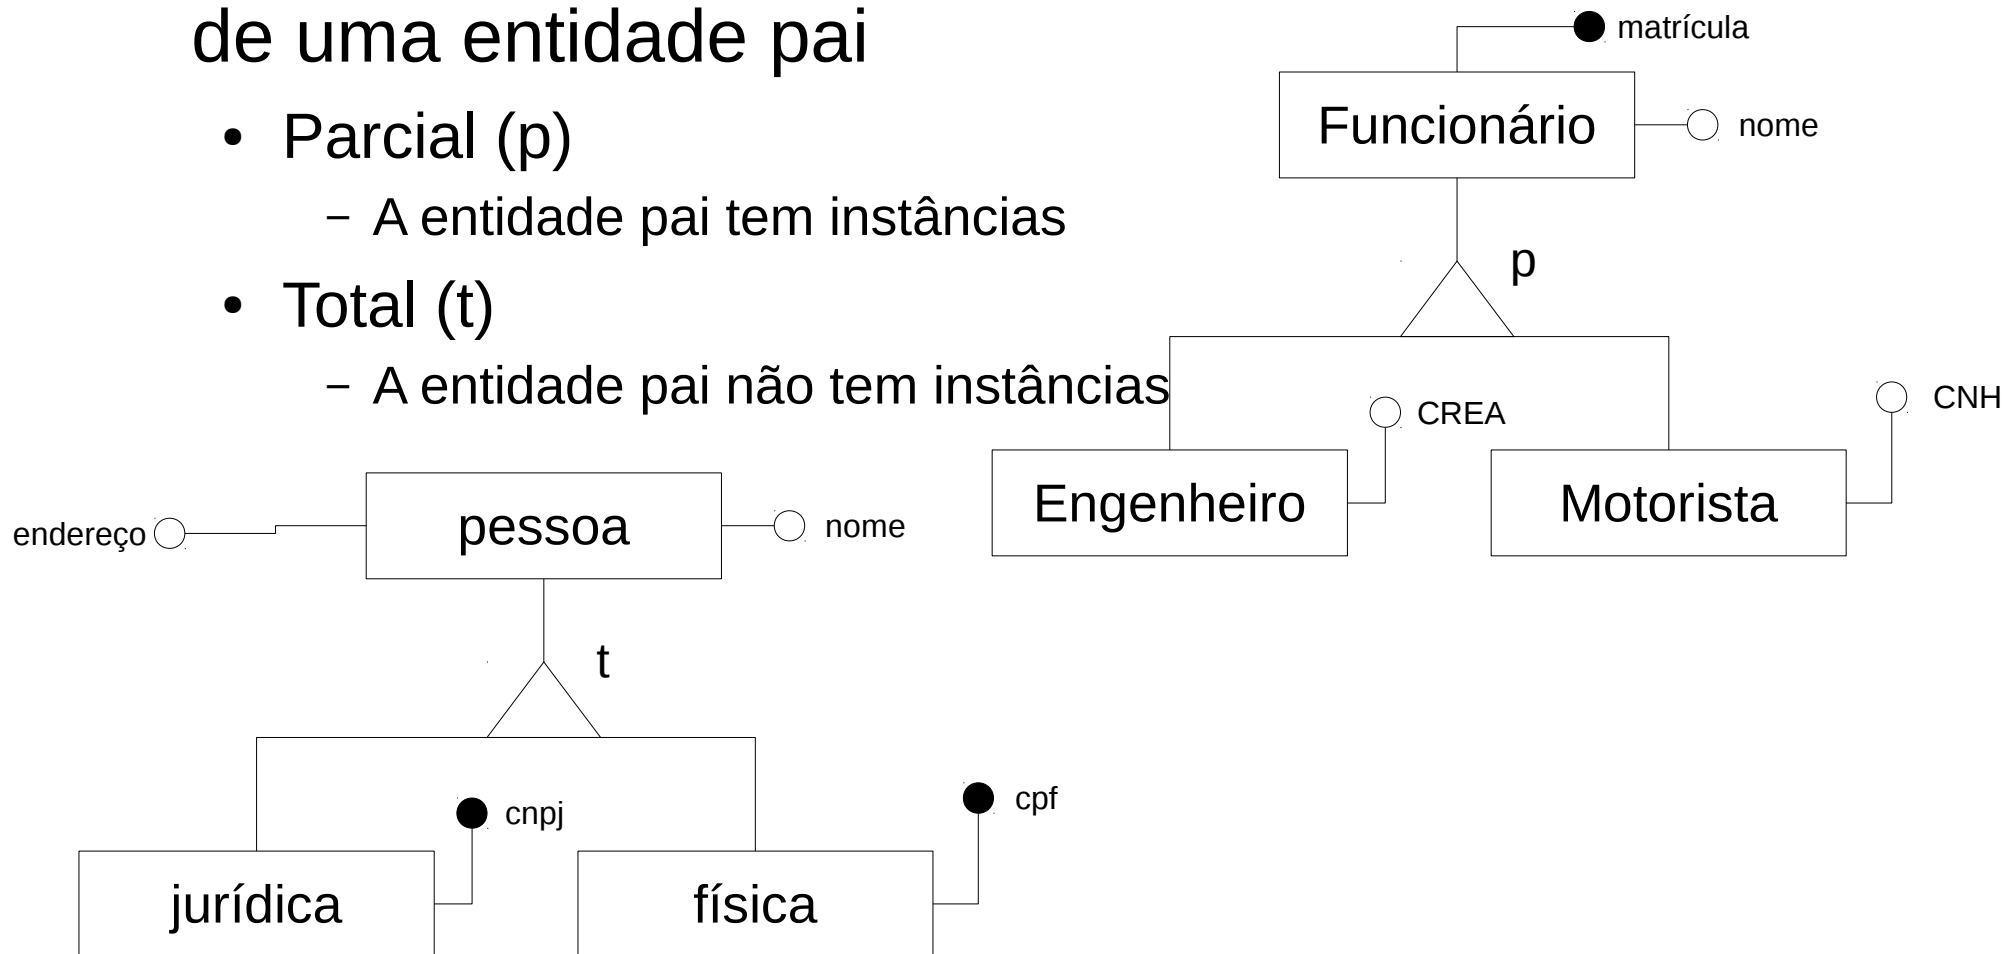 de uma entidade pai
• Parcial (p)
– A entidade pai tem instâncias
• Total (t)
– A entidade pai não tem instâncias
matrícula
Funcionário
nome
p
CREA
CNH
Engenheiro
Motorista
endereço
pessoa
nome
t
cnpj
cpf
jurídica
física